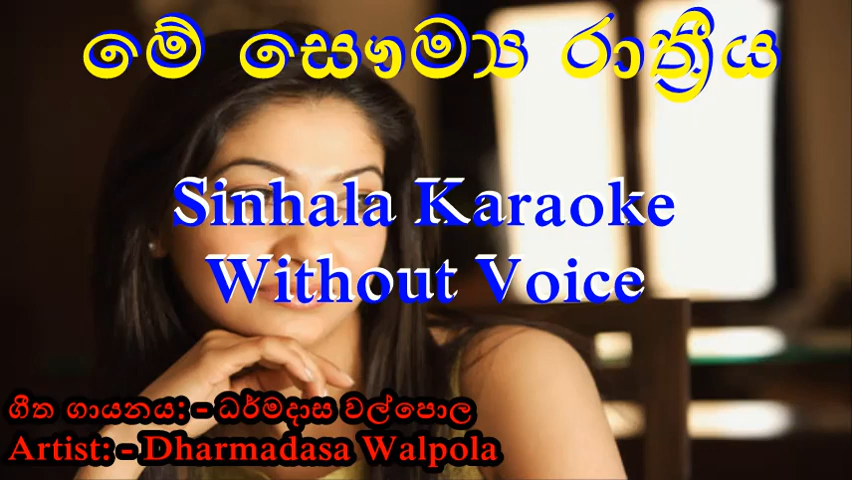 මේ සෞම්‍ය රාත්‍රීය
Sinhala Karaoke
Without Voice
ගීත ගායනය: - ධර්මදාස වල්පොල
Artist: - Dharmadasa Walpola